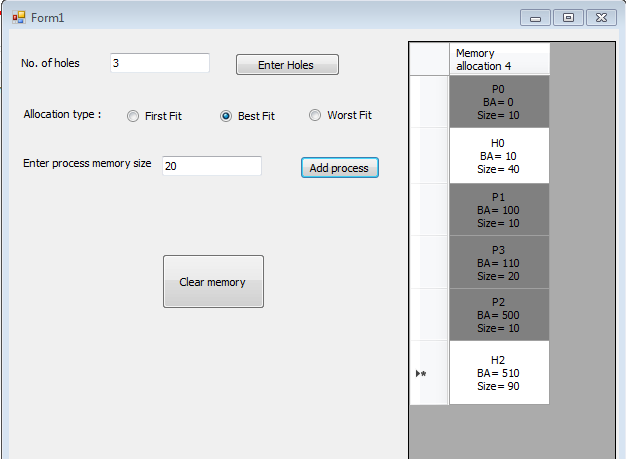 Form1
No. of holes
3
Enter Holes
Allocation type :
First Fit
Best Fit
Worst Fit
Enter process memory size
20
Add process
Clear memory
Memory
allocation 4
P0
BA= 0
Size= 10
H0
BA= 10
Size= 40
P1
BA= 100
Size= 10
P3
BA= 110
Size= 20
P2
BA= 500
Size= 10
H2
BA= 510
Size= 90